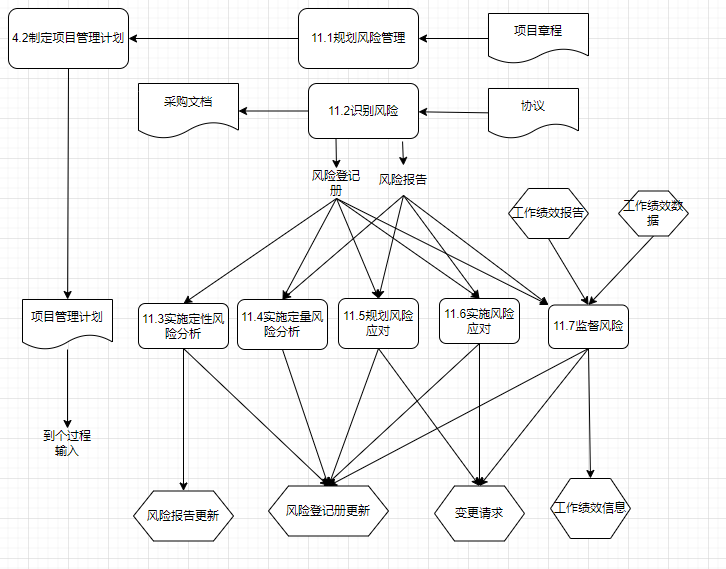 4.2制定项目管理计划
11.1规划风险管理
项目章程
采购文档
11.2识别风险
协议
风险登记
册
风险报告
工作绩效报告
工作绩效数
据
项目管理计划
11.3实施定性风
险分析
11.4实施定量风
险分析
11.5规划风险
应对
11.6实施风险
应对
11.7监督风险
到个过程
输入
风险报告更新
风险登记册更新
变更请求
工作绩效信息